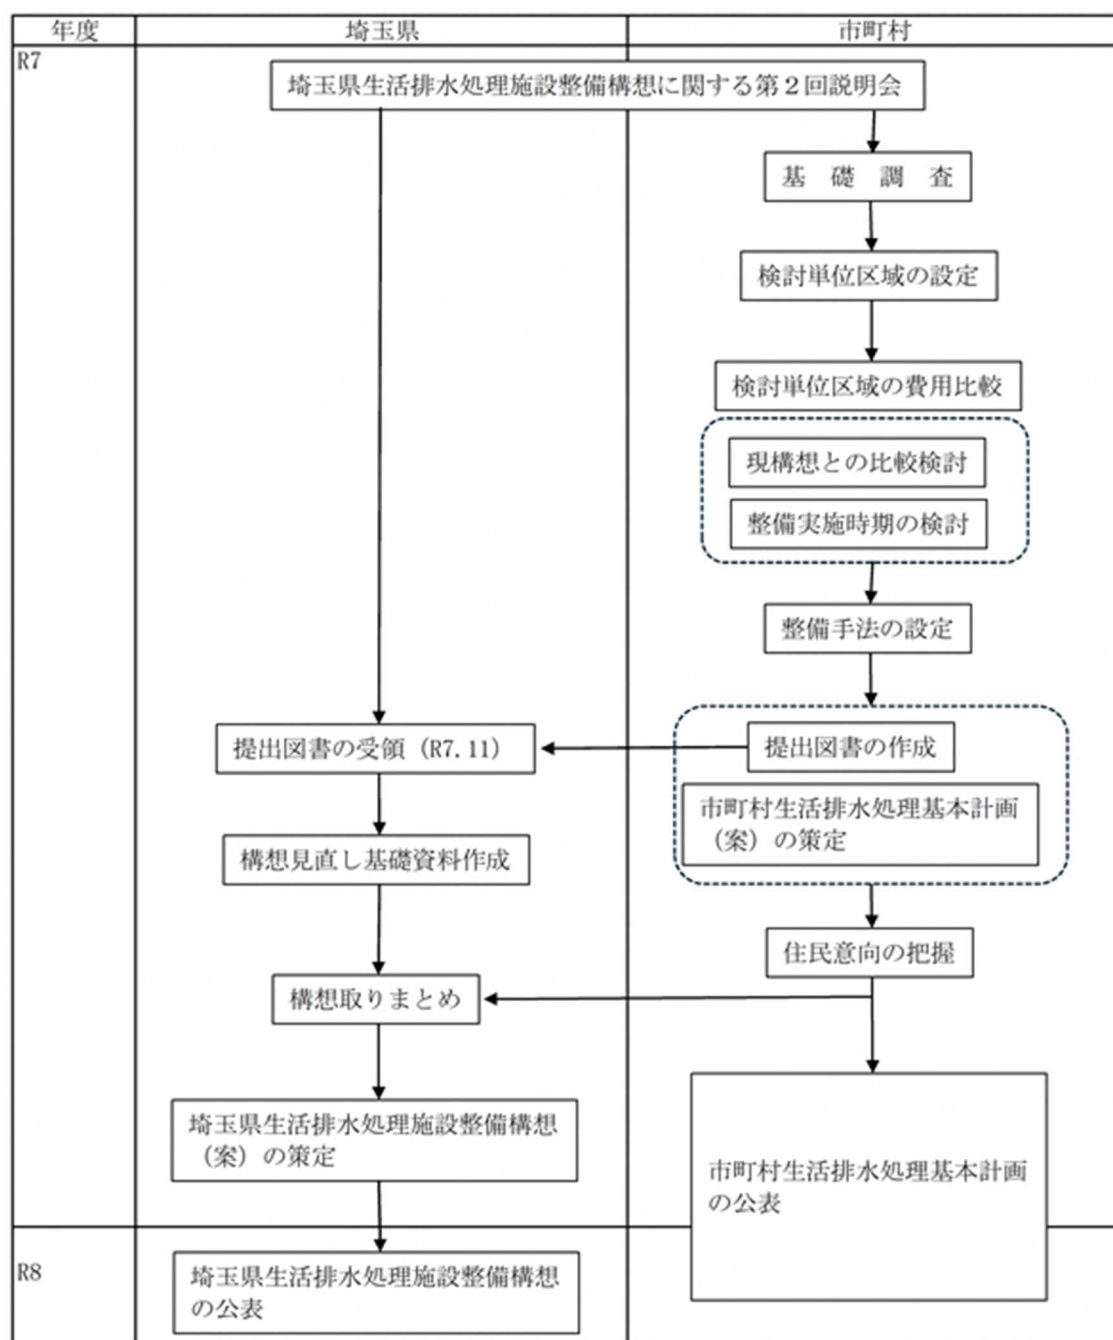 年度
埼玉県
市町村
R7
埼玉県生活排水処理施設整備構想に関する第２回説明会
基　礎　調　査
検討単位区域の設定
検討単位区域の費用比較
現構想との比較検討
整備実施時期の検討
整備手法の設定
提出図書の受領（R7.11）
提出図書の作成
市町村生活排水処理基本計画
（案）の策定
構想見直し基礎資料作成
住民意向の把握
構想取りまとめ
埼玉県生活排水処理施設整備構想
（案）の策定
市町村生活排水処理基本計画
の公表
R8
埼玉県生活排水処理施設整備構想
の公表